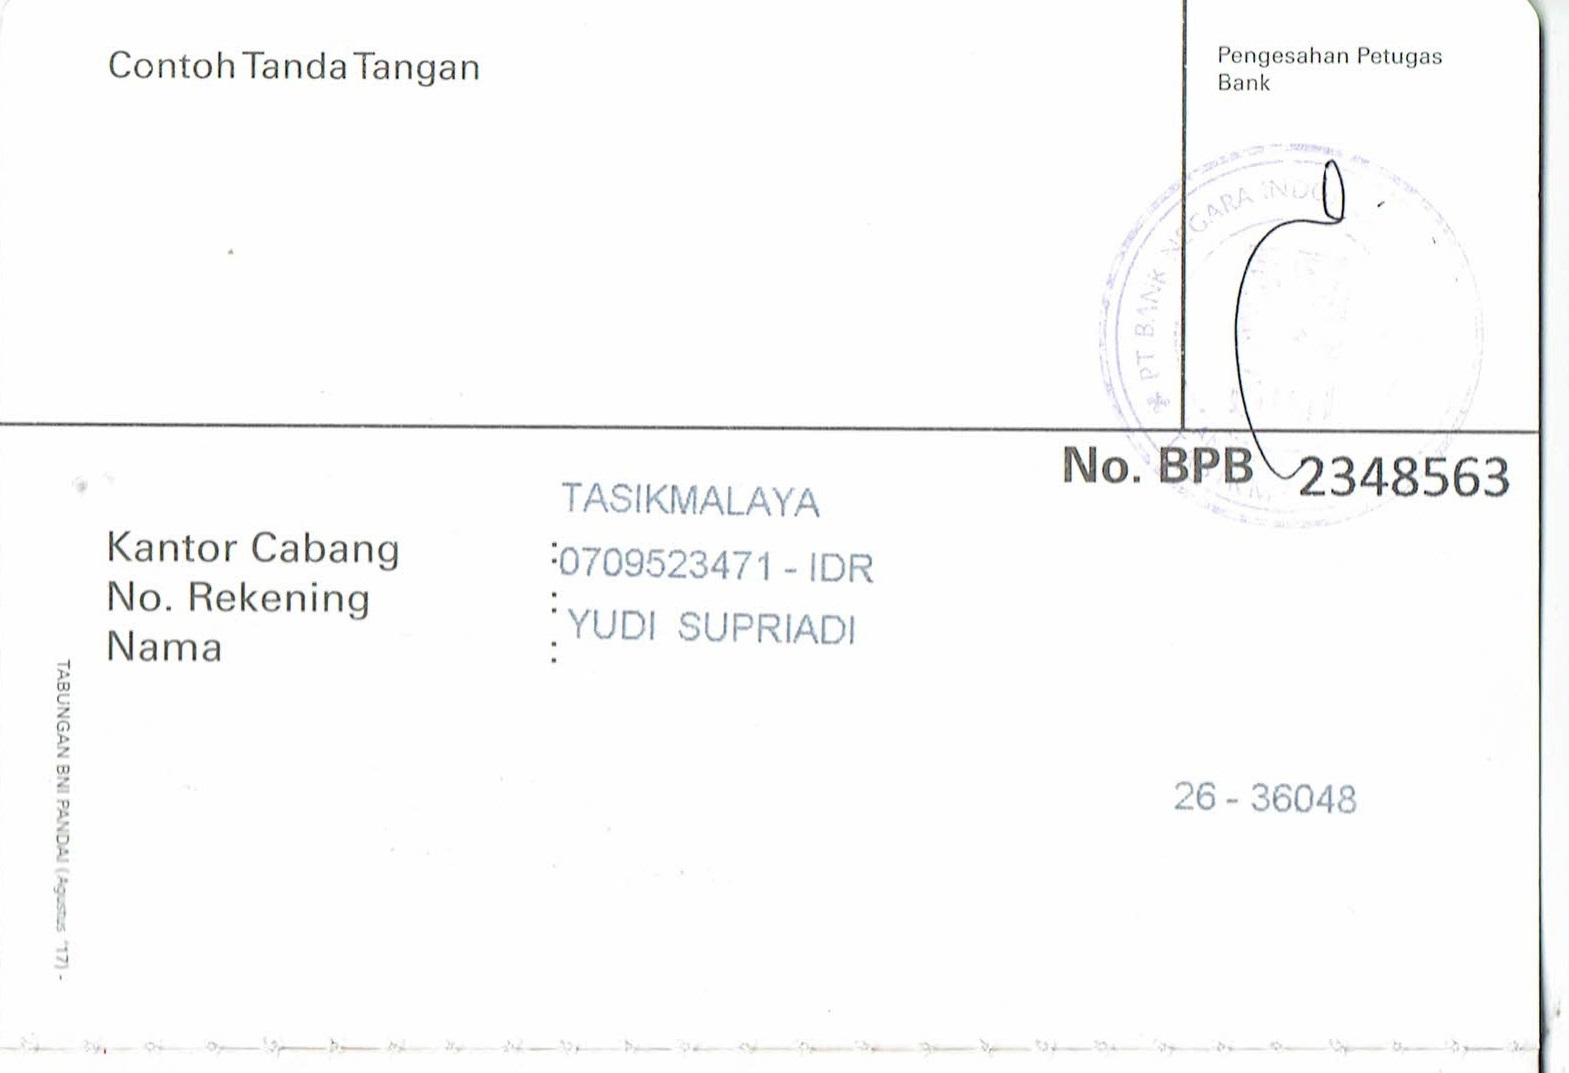 Contoh Tanda Tangan
Pengesahan Petugas
Bank
PT BANK NEGARA INDO
No. BPB 2348563
TASIKMALAYA
Kantor Cabang :
0709523471 - IDR
No. Rekening :
YUDI SUPRIADI
Nama :
26 - 36048
TABUNGAN BNI PANDAI (Agustus '17) -